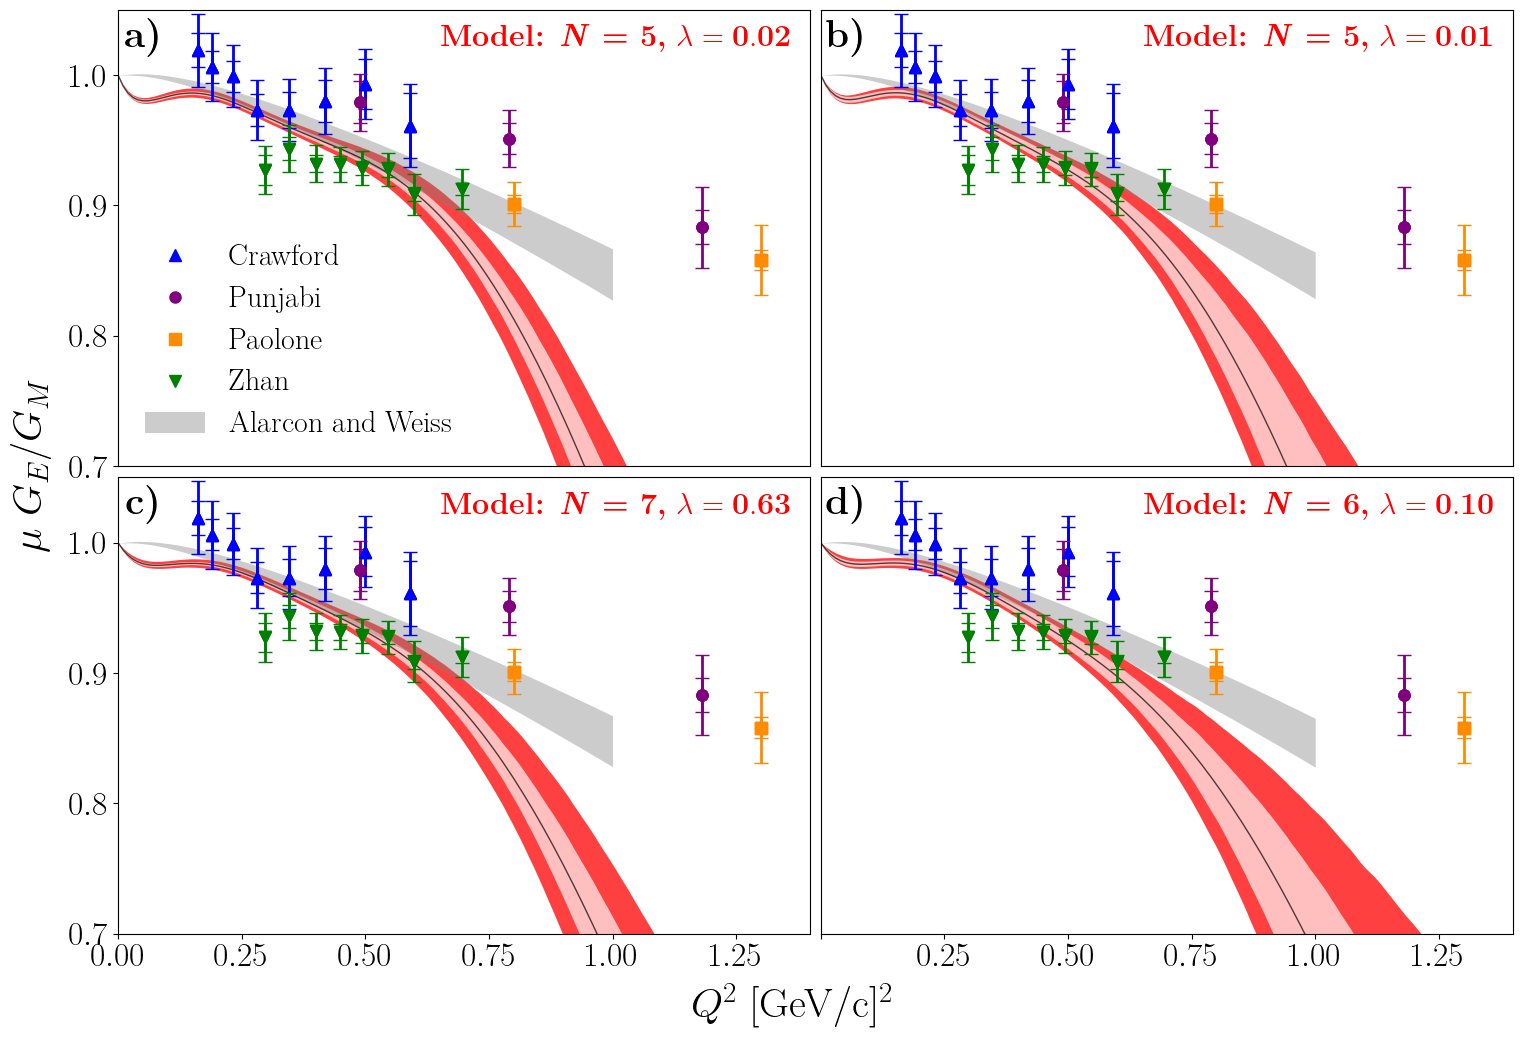 a)
Model: N = 5, λ = 0.02
b)
Model: N = 5, λ = 0.01
1.0
0.9
0.8
0.7
Crawford
Punjabi
Paolone
Zhan
Alarcon and Weiss
μ G_E/G_M
c)
Model: N = 7, λ = 0.63
d)
Model: N = 6, λ = 0.10
1.0
0.9
0.8
0.7
0.00 0.25 0.50 0.75 1.00 1.25
0.25 0.50 0.75 1.00 1.25
Q² [GeV/c]²